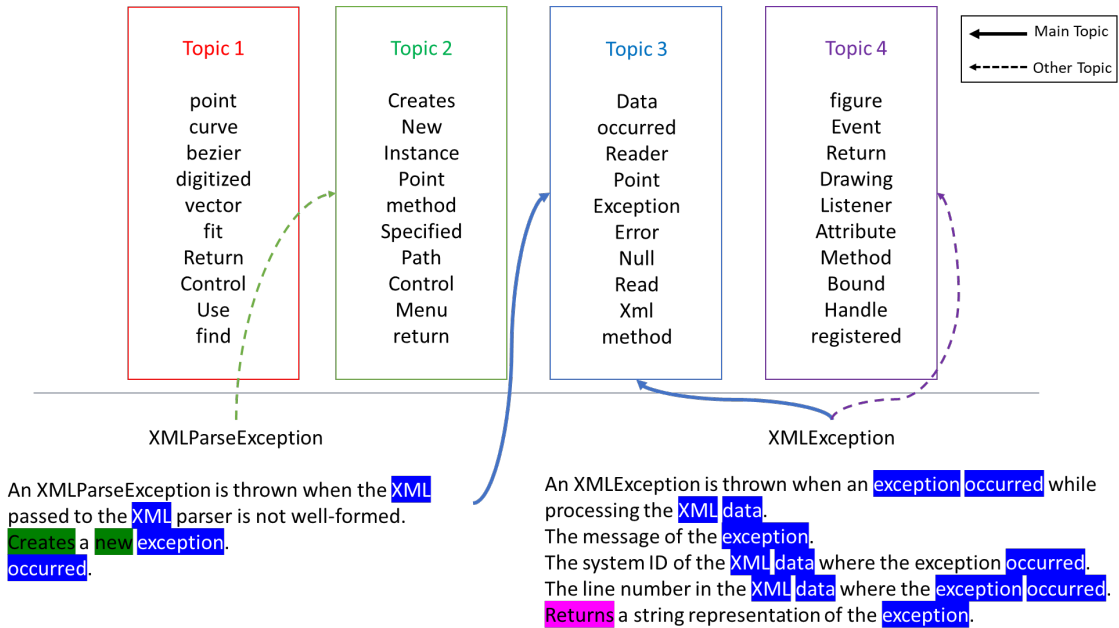 Topic 1
point
curve
bezier
digitized
vector
fit
Return
Control
Use
find
Topic 2
Creates
New
Instance
Point
method
Specified
Path
Control
Menu
return
Topic 3
Data
occurred
Reader
Point
Exception
Error
Null
Read
Xml
method
Topic 4
figure
Event
Return
Drawing
Listener
Attribute
Method
Bound
Handle
registered
Main Topic
Other Topic
XMLParseException
An XMLParseException is thrown when the XML
passed to the XML parser is not well-formed.
Creates a new exception.
occurred.
XMLException
An XMLException is thrown when an exception occurred while
processing the XML data.
The message of the exception.
The system ID of the XML data where the exception occurred.
The line number in the XML data where the exception occurred.
Returns a string representation of the exception.